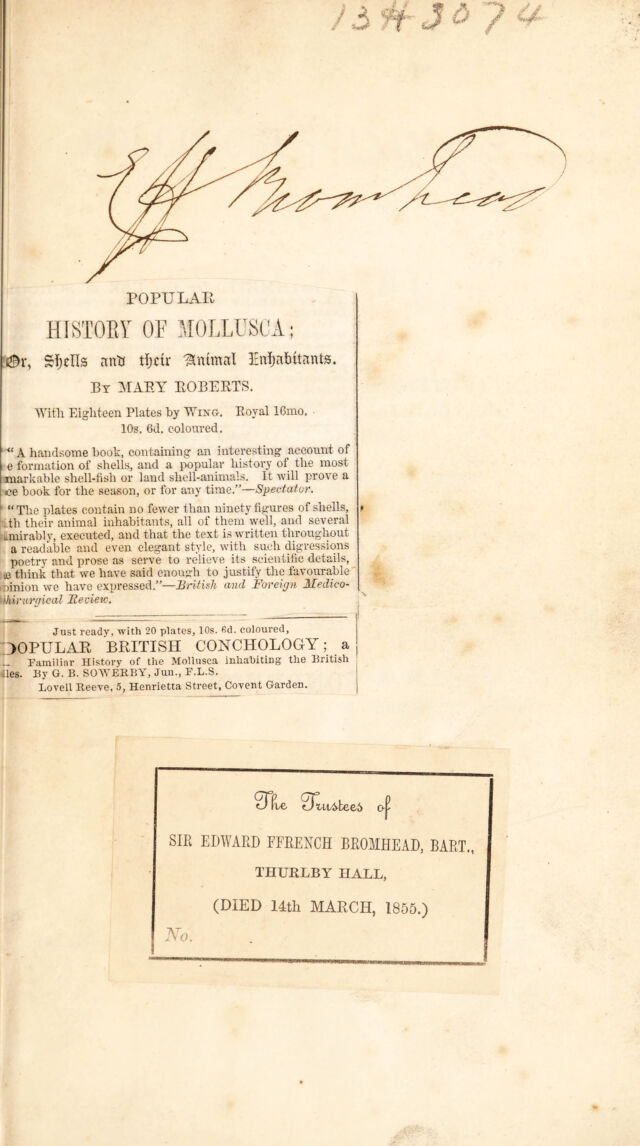 13H3074
Eff Bromhead
POPULAR
HISTORY OF MOLLUSCA;
Or, Shells and their Animal Inhabitants.
By MARY ROBERTS.
With Eighteen Plates by Wing. Royal 16mo.
10s. 6d. coloured.
"A handsome book, containing an interesting account of
e formation of shells, and a popular history of the most
markable shell-fish or land shell-animals. It will prove a
ce book for the season, or for any time."—Spectator.
"The plates contain no fewer than ninety figures of shells,
th their animal inhabitants, all of them well, and several
mirably, executed, and that the text is written throughout
a readable and even elegant style, with such digressions
poetry and prose as serve to relieve its scientific details,
e think that we have said enough to justify the favourable
pinion we have expressed."—British and Foreign Medico-
hirurgical Review.
Just ready, with 20 plates, 10s. 6d. coloured,
POPULAR BRITISH CONCHOLOGY; a
Familiar History of the Mollusca inhabiting the British
les. By G. B. SOWERBY, Jun., F.L.S.
Lovell Reeve, 5, Henrietta Street, Covent Garden.
The Trustees of
SIR EDWARD FFRENCH BROMHEAD, BART.,
THURLBY HALL,
(DIED 14th MARCH, 1855.)
No.